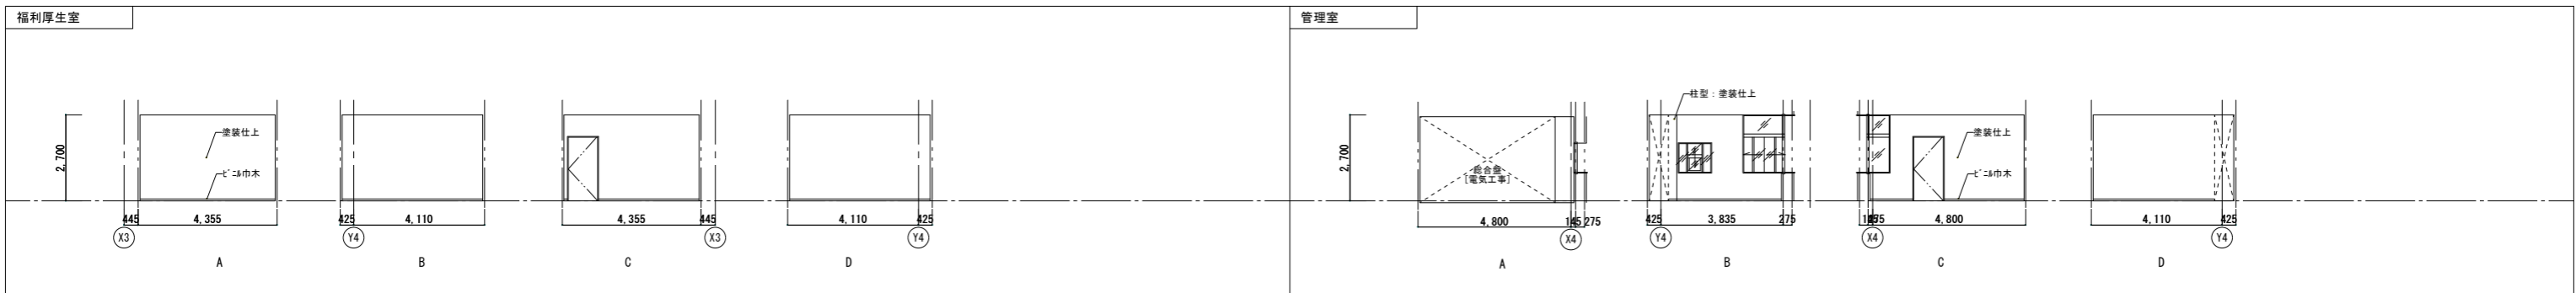 福利厚生室
2,700
塗装仕上
ビニル巾木
445
4,355
X3
A
425
4,110
Y4
B
4,355
445
X3
C
4,110
425
Y4
D
管理室
2,700
総合盤
[電気工事]
4,800
145
275
X4
A
柱型：塗装仕上
425
3,835
275
Y4
B
塗装仕上
ビニル巾木
4,800
X4
C
4,110
425
Y4
D